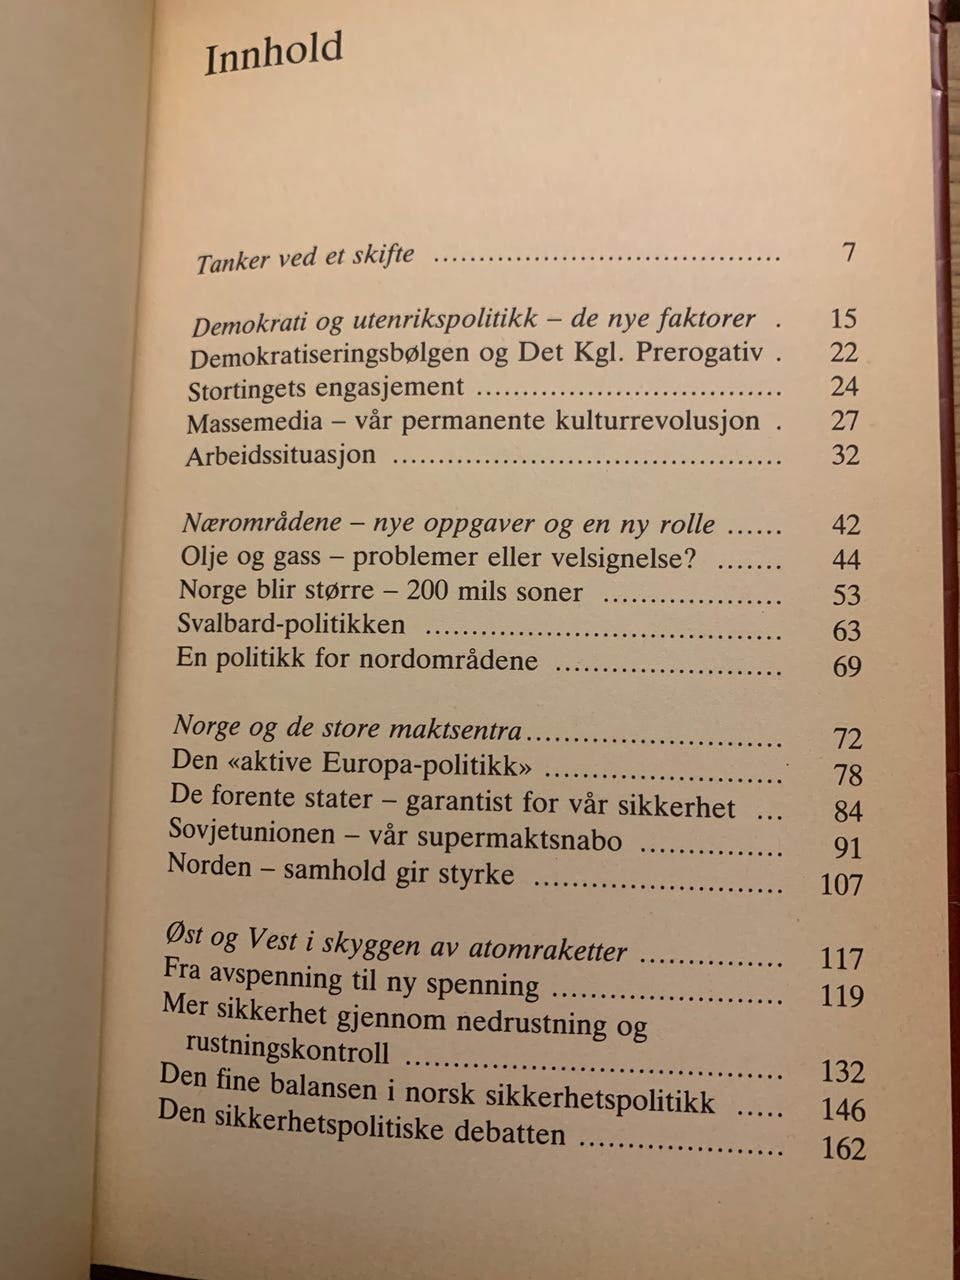 Innhold
Tanker ved et skifte ...................................... 7
Demokrati og utenrikspolitikk – de nye faktorer . 15
Demokratiseringsbølgen og Det Kgl. Prerogativ . 22
Stortingets engasjement .................................. 24
Massemedia – vår permanente kulturrevolusjon . 27
Arbeidssituasjon ........................................... 32
Nærområdene – nye oppgaver og en ny rolle ...... 42
Olje og gass – problemer eller velsignelse? ....... 44
Norge blir større – 200 mils soner .................... 53
Svalbard-politikken ....................................... 63
En politikk for nordområdene ......................... 69
Norge og de store maktsentra ............................ 72
Den «aktive Europa-politikk» .......................... 78
De forente stater – garantist for vår sikkerhet ... 84
Sovjetunionen – vår supermaktsnabo ................ 91
Norden – samhold gir styrke ........................... 107
Øst og Vest i skyggen av atomraketter ................ 117
Fra avspenning til ny spenning ......................... 119
Mer sikkerhet gjennom nedrustning og
rustningskontroll ......................................... 132
Den fine balansen i norsk sikkerhetspolitikk ..... 146
Den sikkerhetspolitiske debatten ...................... 162